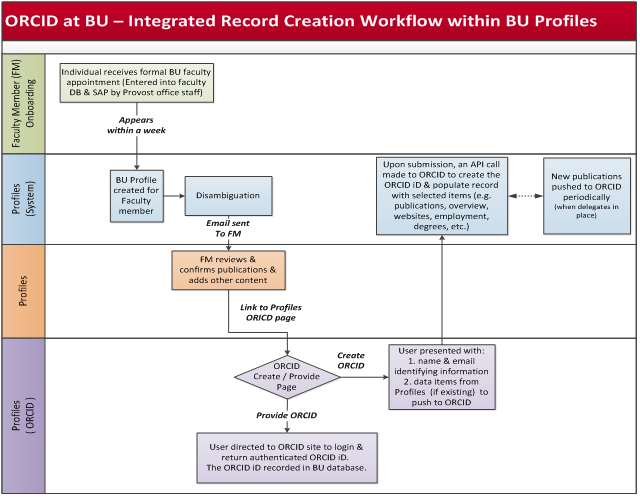 ORCID at BU – Integrated Record Creation Workflow within BU Profiles
Faculty Member (FM)
Onboarding
Individual receives formal BU faculty
appointment (Entered into faculty
DB & SAP by Provost office staff)
Appears
within a week
Profiles
(System)
BU Profile
created for
Faculty
member
Disambiguation
Email sent
To FM
Upon submission, an API call
made to ORCID to create the
ORCID iD & populate record
with selected items (e.g.
publications, overview,
websites, employment,
degrees, etc.)
New publications
pushed to ORCID
periodically
(when delegates in
place)
Profiles
FM reviews &
confirms publications &
adds other content
Link to Profiles
ORICD page
Profiles
( ORCID )
ORCID
Create / Provide
Page
Create
ORCID
User presented with:
1. name & email
identifying information
2. data items from
Profiles (if existing) to
push to ORCID
Provide ORCID
User directed to ORCID site to login &
return authenticated ORCID iD.
The ORCID iD recorded in BU database.